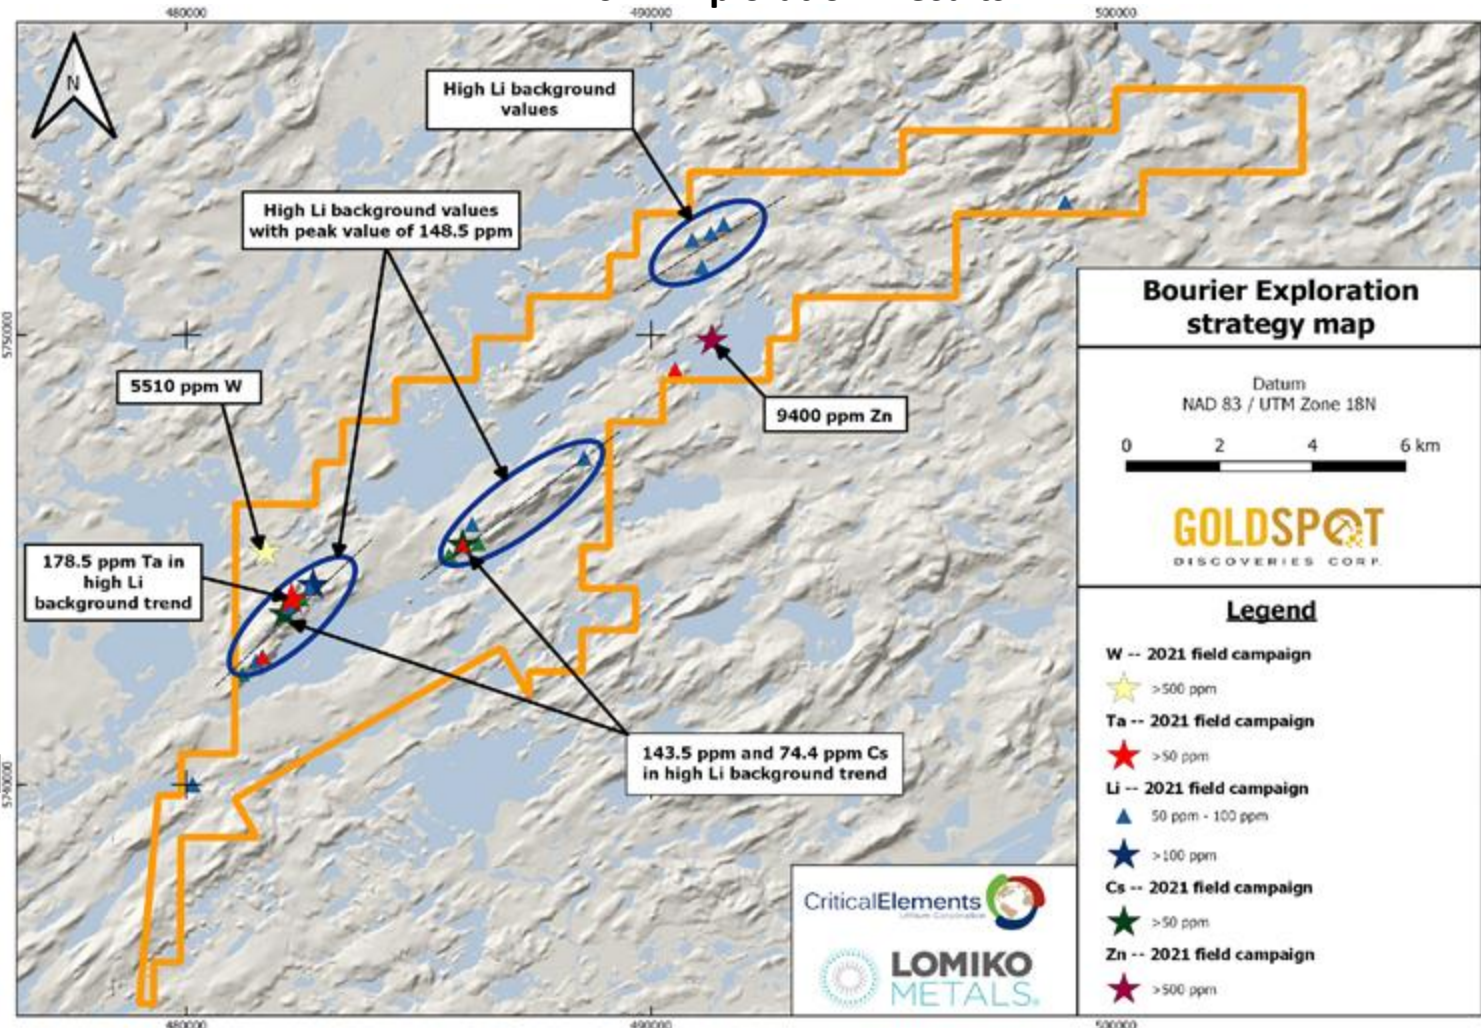 480000
490000
500000
N
High Li background
values
High Li background values
with peak value of 148.5 ppm
5750000
5510 ppm W
9400 ppm Zn
178.5 ppm Ta in
high Li
background trend
143.5 ppm and 74.4 ppm Cs
in high Li background trend
5740000
Bourier Exploration
strategy map
Datum
NAD 83 / UTM Zone 18N
0 2 4 6 km
GOLDSPOT
DISCOVERIES CORP.
Legend
W -- 2021 field campaign
>500 ppm
Ta -- 2021 field campaign
>50 ppm
Li -- 2021 field campaign
50 ppm - 100 ppm
>100 ppm
Cs -- 2021 field campaign
>50 ppm
Zn -- 2021 field campaign
>500 ppm
CriticalElements
Lithium Corporation
LOMIKO
METALS
480000
490000
500000